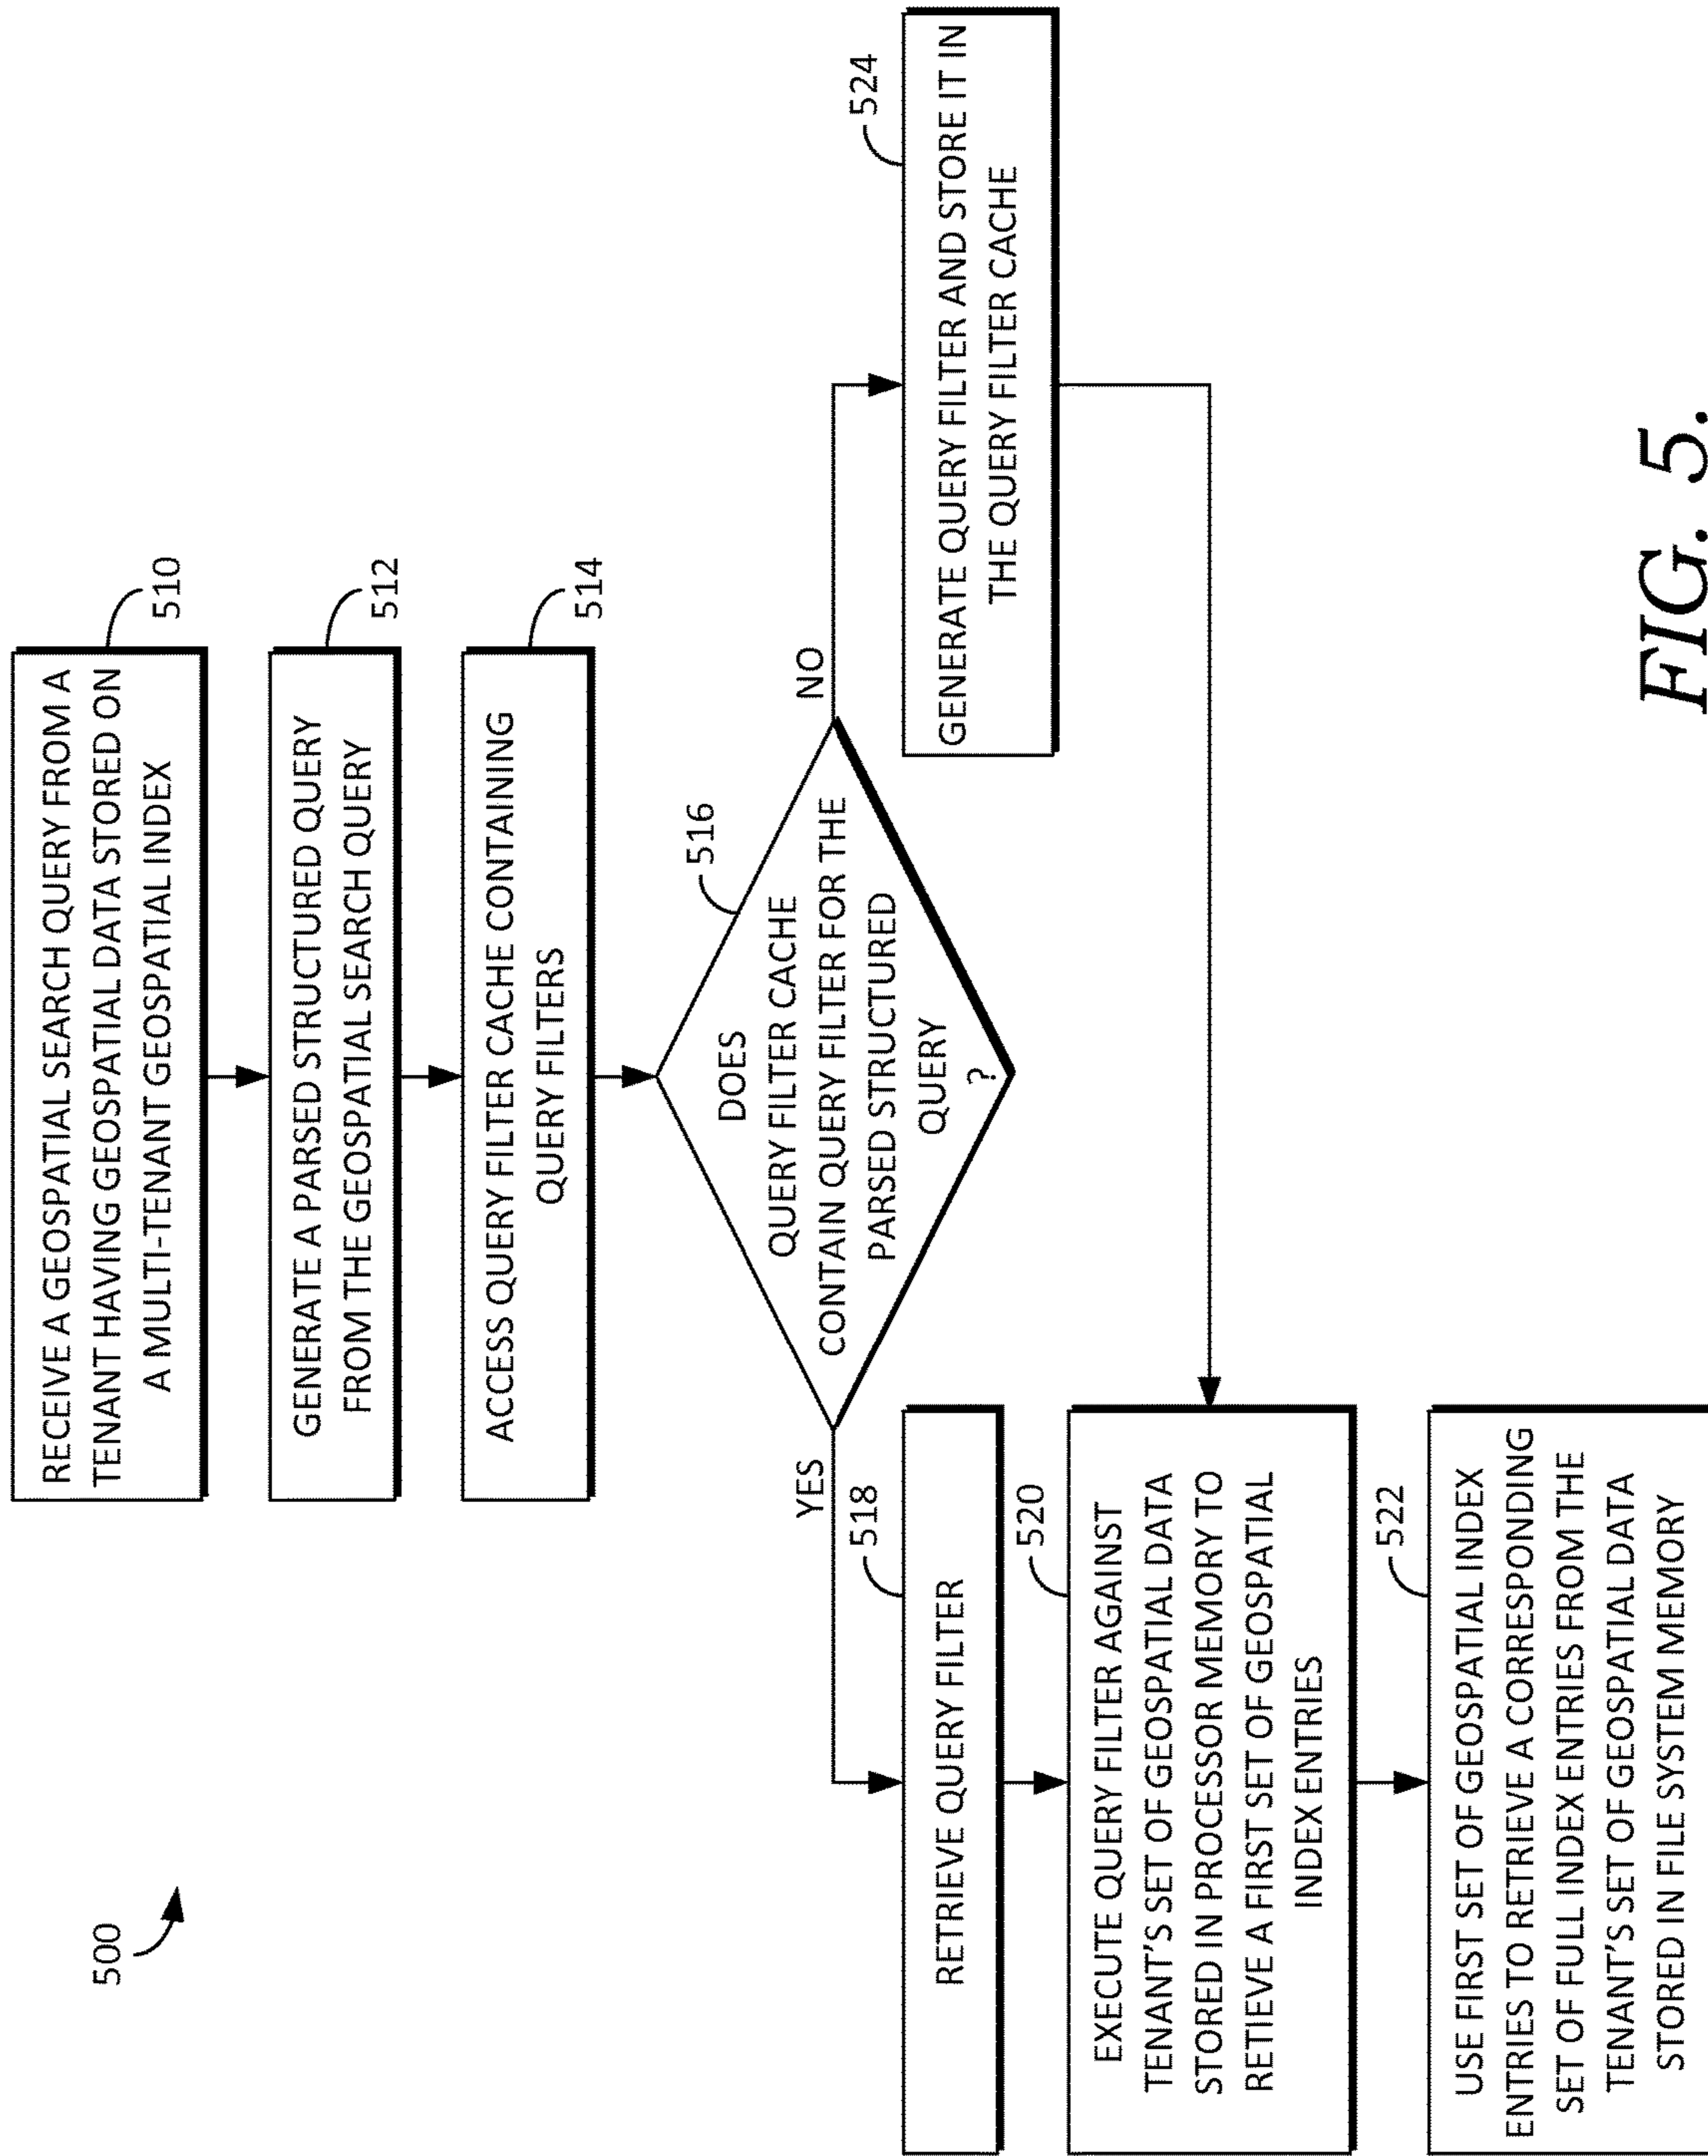 500
RECEIVE A GEOSPATIAL SEARCH QUERY FROM A
TENANT HAVING GEOSPATIAL DATA STORED ON
A MULTI-TENANT GEOSPATIAL INDEX
510
GENERATE A PARSED STRUCTURED QUERY
FROM THE GEOSPATIAL SEARCH QUERY
512
ACCESS QUERY FILTER CACHE CONTAINING
QUERY FILTERS
514
DOES
QUERY FILTER CACHE
CONTAIN QUERY FILTER FOR THE
PARSED STRUCTURED
QUERY
?
516
YES
NO
RETRIEVE QUERY FILTER
518
GENERATE QUERY FILTER AND STORE IT IN
THE QUERY FILTER CACHE
524
EXECUTE QUERY FILTER AGAINST
TENANT'S SET OF GEOSPATIAL DATA
STORED IN PROCESSOR MEMORY TO
RETIEVE A FIRST SET OF GEOSPATIAL
INDEX ENTRIES
520
USE FIRST SET OF GEOSPATIAL INDEX
ENTRIES TO RETRIEVE A CORRESPONDING
SET OF FULL INDEX ENTRIES FROM THE
TENANT'S SET OF GEOSPATIAL DATA
STORED IN FILE SYSTEM MEMORY
522
FIG. 5.